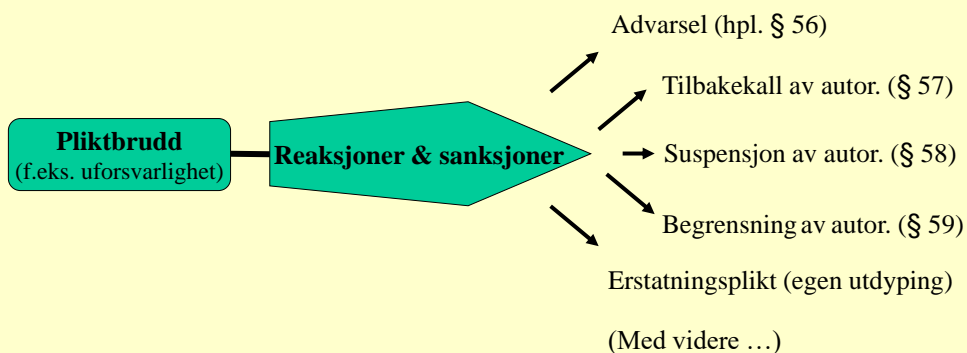 Advarsel (hpl. § 56)
Tilbakekall av autor. (§ 57)
Pliktbrudd
(f.eks. uforsvarlighet)
Reaksjoner & sanksjoner
Suspensjon av autor. (§ 58)
Begrensning av autor. (§ 59)
Erstatningsplikt (egen utdyping)
(Med videre …)